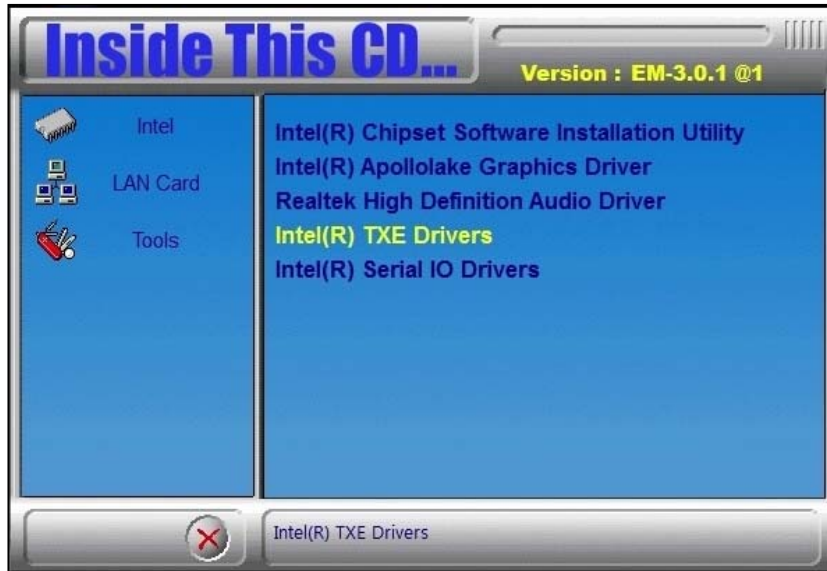 Inside This CD...
Version : EM-3.0.1 @1
Intel
LAN Card
Tools
Intel(R) Chipset Software Installation Utility
Intel(R) Apollolake Graphics Driver
Realtek High Definition Audio Driver
Intel(R) TXE Drivers
Intel(R) Serial IO Drivers
Intel(R) TXE Drivers